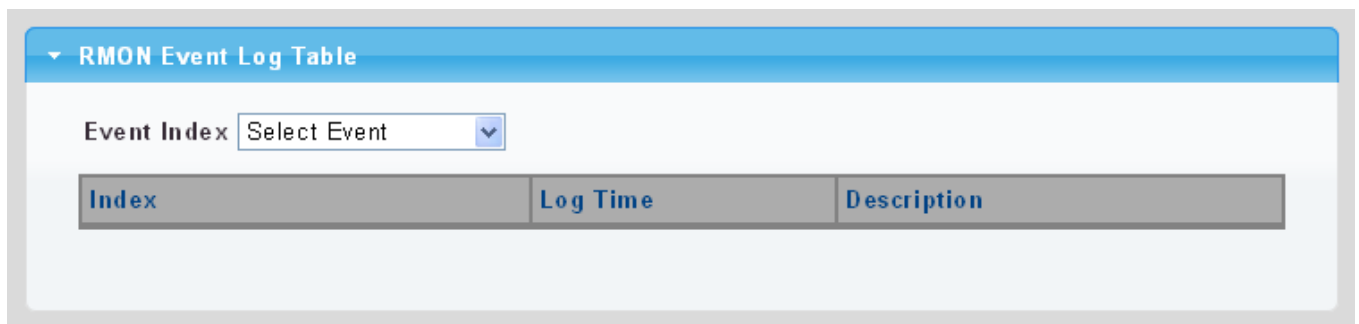 RMON Event Log Table
Event Index Select Event
Index Log Time Description